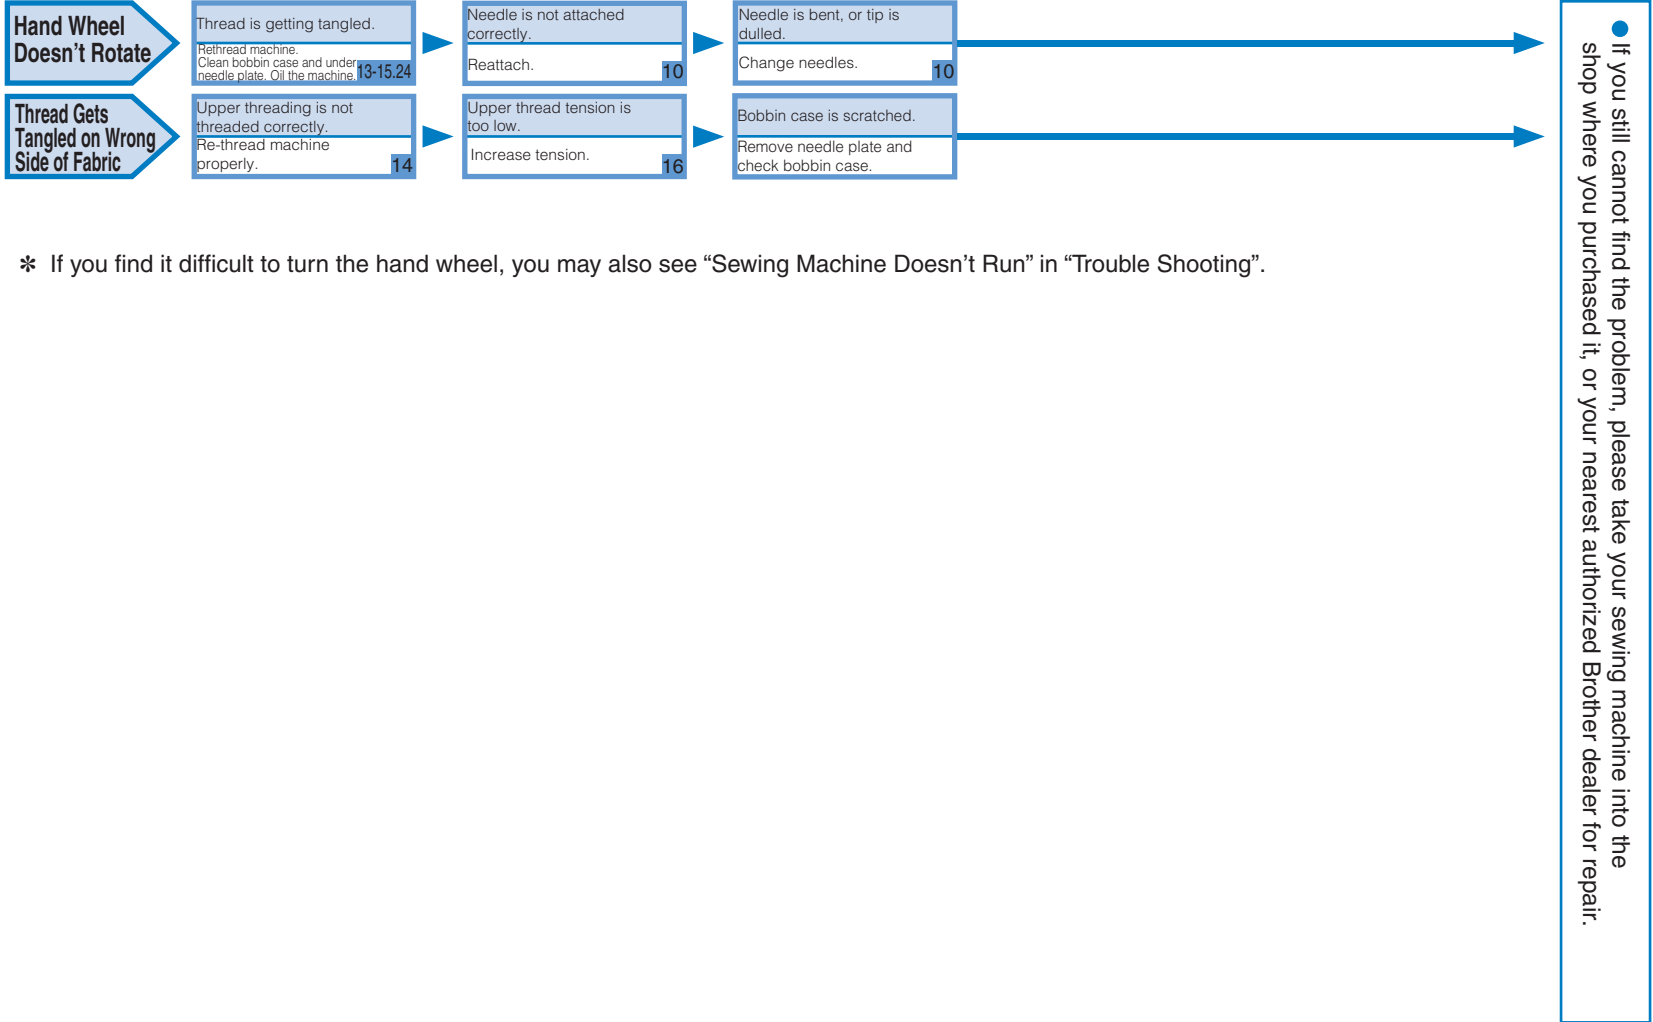 Hand Wheel
Doesn’t Rotate
Thread is getting tangled.
Rethread machine.
Clean bobbin case and under
needle plate. Oil the machine.
13-15.24
Needle is not attached
correctly.
Reattach.
10
Needle is bent, or tip is
dulled.
Change needles.
10
Thread Gets
Tangled on Wrong
Side of Fabric
Upper threading is not
threaded correctly.
Re-thread machine
properly.
14
Upper thread tension is
too low.
Increase tension.
16
Bobbin case is scratched.
Remove needle plate and
check bobbin case.
✻ If you find it difficult to turn the hand wheel, you may also see “Sewing Machine Doesn’t Run” in “Trouble Shooting”.
● If you still cannot find the problem, please take your sewing machine into the
shop where you purchased it, or your nearest authorized Brother dealer for repair.